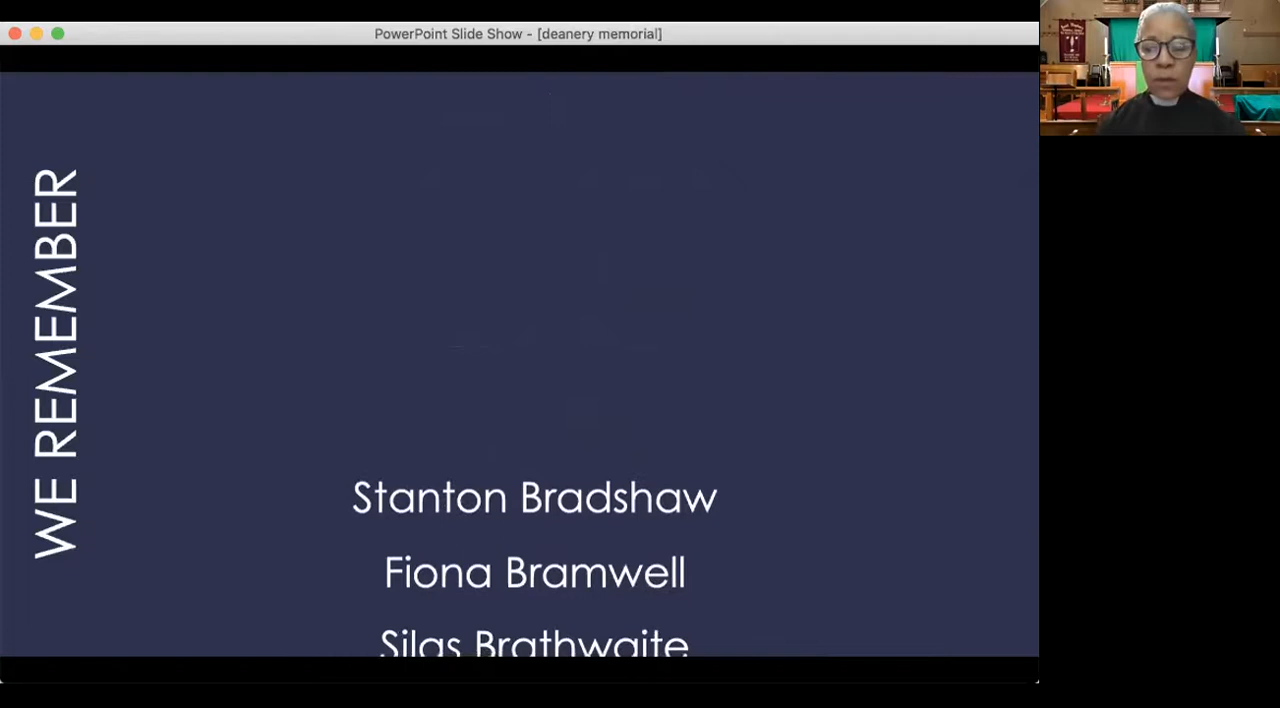 PowerPoint Slide Show - [deanery memorial]
WE REMEMBER
Stanton Bradshaw
Fiona Bramwell
Silas Brathwaite